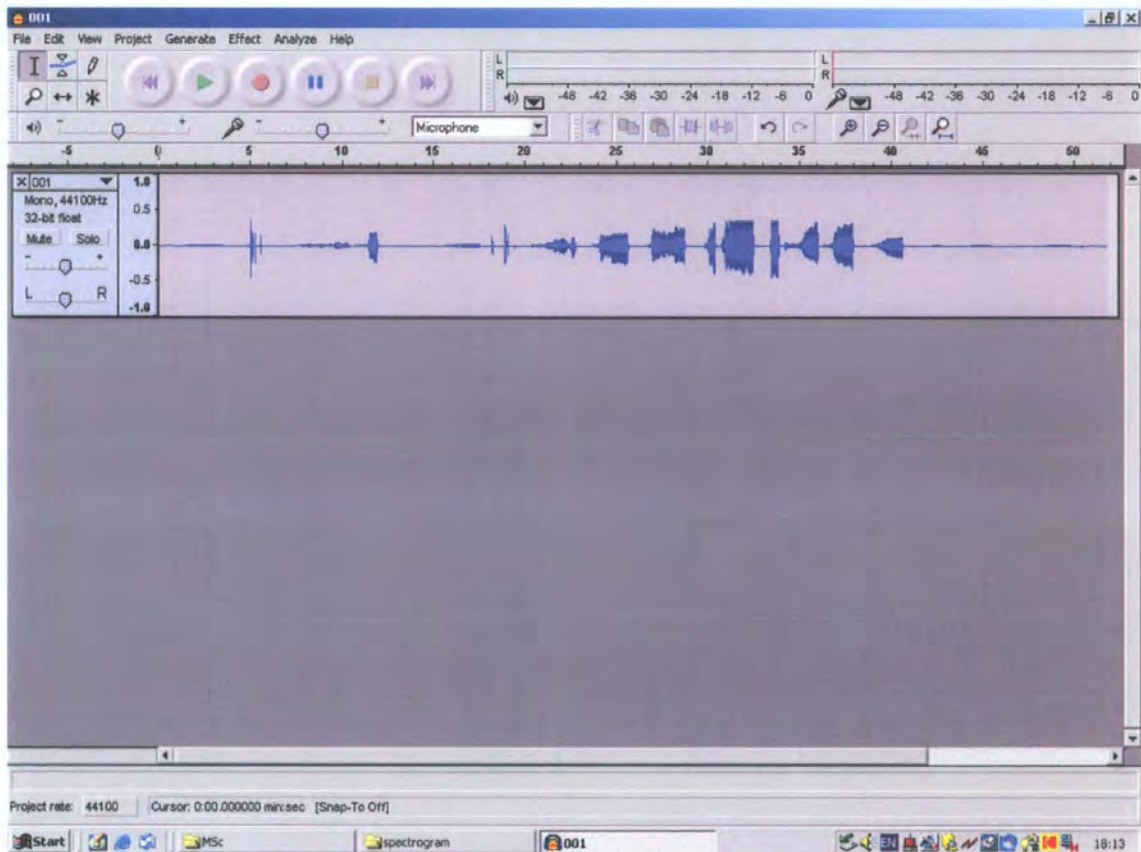 001
File Edit View Project Generate Effect Analyze Help
L
R
-48 -42 -36 -30 -24 -18 -12 -6 0
L
R
-48 -42 -36 -30 -24 -18 -12 -6 0
- + - + Microphone
-5 0 5 10 15 20 25 30 35 40 45 50
X 001 1.0
Mono, 44100Hz
32-bit float 0.5
Mute Solo 0.0
- +
-0.5
L R
-1.0
Project rate: 44100 Cursor: 0:00.000000 min:sec [Snap-To Off]
Start MSc spectrogram 001 EN 18:13